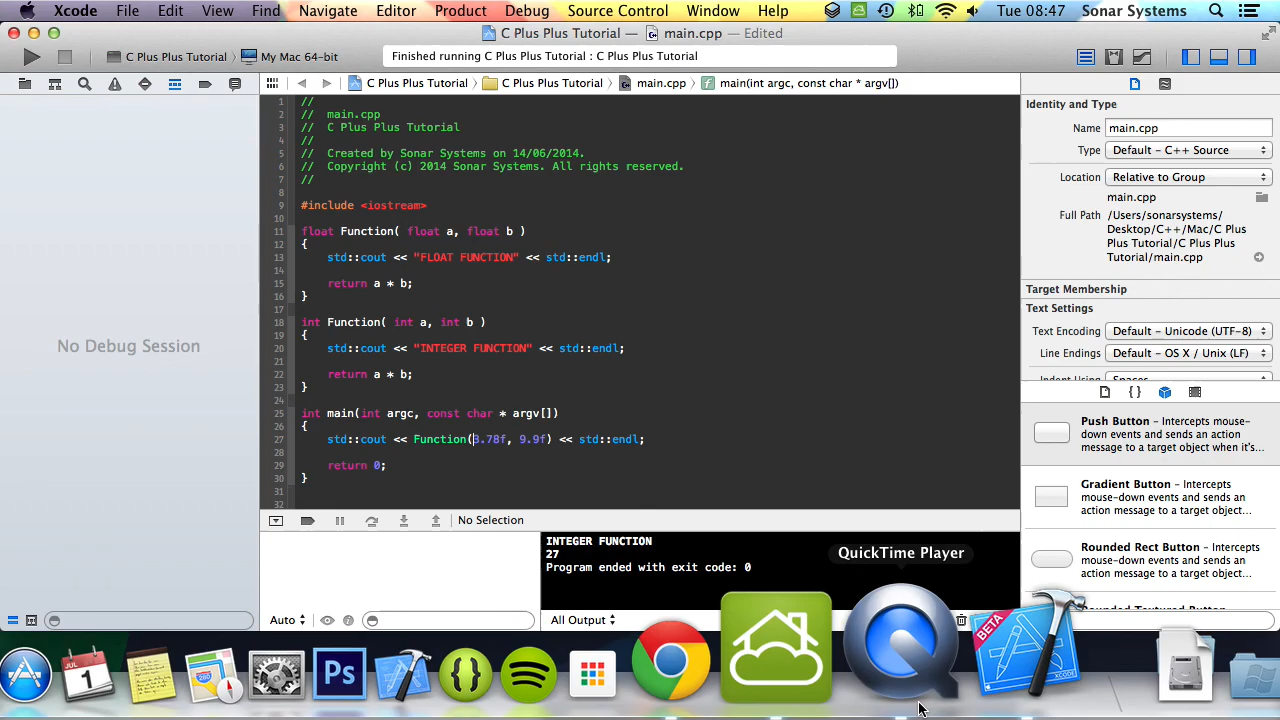 Xcode File Edit View Find Navigate Editor Product Debug Source Control Window Help Tue 08:47 Sonar Systems
C Plus Plus Tutorial — main.cpp — Edited
C Plus Plus Tutorial My Mac 64-bit
Finished running C Plus Plus Tutorial : C Plus Plus Tutorial
C Plus Plus Tutorial C Plus Plus Tutorial main.cpp main(int argc, const char * argv[])
No Debug Session
1 //
2 // main.cpp
3 // C Plus Plus Tutorial
4 //
5 // Created by Sonar Systems on 14/06/2014.
6 // Copyright (c) 2014 Sonar Systems. All rights reserved.
7 //
8
9 #include <iostream>
10
11 float Function( float a, float b )
12 {
13 std::cout << "FLOAT FUNCTION" << std::endl;
14
15 return a * b;
16 }
17
18 int Function( int a, int b )
19 {
20 std::cout << "INTEGER FUNCTION" << std::endl;
21
22 return a * b;
23 }
24
25 int main(int argc, const char * argv[])
26 {
27 std::cout << Function(3.78f, 9.9f) << std::endl;
28
29 return 0;
30 }
31
32
No Selection
INTEGER FUNCTION
27
Program ended with exit code: 0
Auto
All Output
Identity and Type
Name main.cpp
Type Default - C++ Source
Location Relative to Group
main.cpp
Full Path /Users/sonarsystems/
Desktop/C++/Mac/C Plus
Plus Tutorial/C Plus Plus
Tutorial/main.cpp
Target Membership
Text Settings
Text Encoding Default - Unicode (UTF-8)
Line Endings Default - OS X / Unix (LF)
Indent Using Spaces
Push Button - Intercepts mouse-
down events and sends an action
message to a target object when it's...
Gradient Button - Intercepts
mouse-down events and sends an
action message to a target object...
Rounded Rect Button - Intercepts
mouse-down events and sends an
action message to a target object...
Rounded Textured Button
QuickTime Player
JUL
1
Ps
280
BETA
XCODE